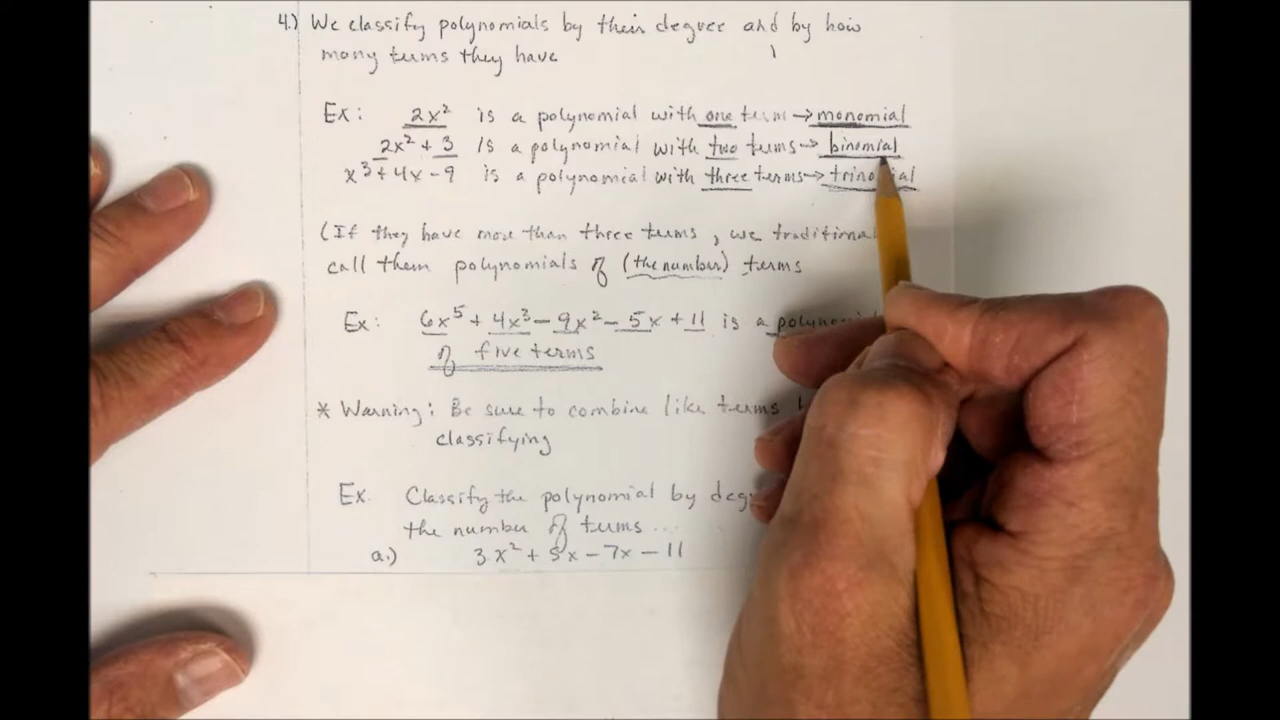 4.) We classify polynomials by their degree and by how
many terms they have
Ex: 2x² is a polynomial with one term → monomial
2x² + 3 is a polynomial with two terms → binomial
x³ + 4x - 9 is a polynomial with three terms →
(If they have more than three terms, we
call them polynomials of (the number) terms
Ex: 6x⁵ + 4x³ - 9x² - 5x + 11 is a
of five terms
* Warning: Be sure to combine like terms
classifying
Ex. Classify the polynomial by
the number of terms ...
a.) 3x² + 5x - 7x - 11